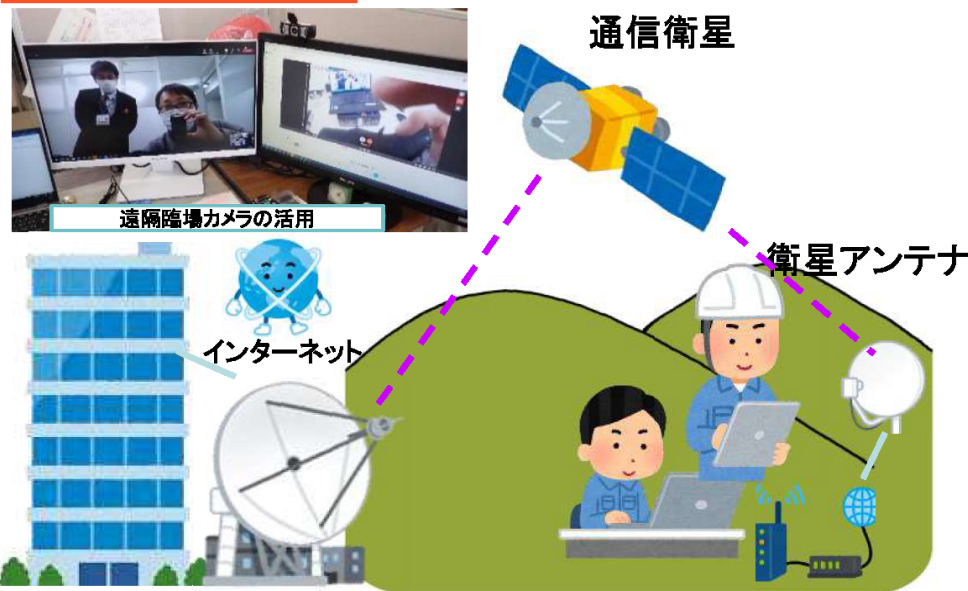 通信衛星
遠隔臨場カメラの活用
衛星アンテナ
インターネット